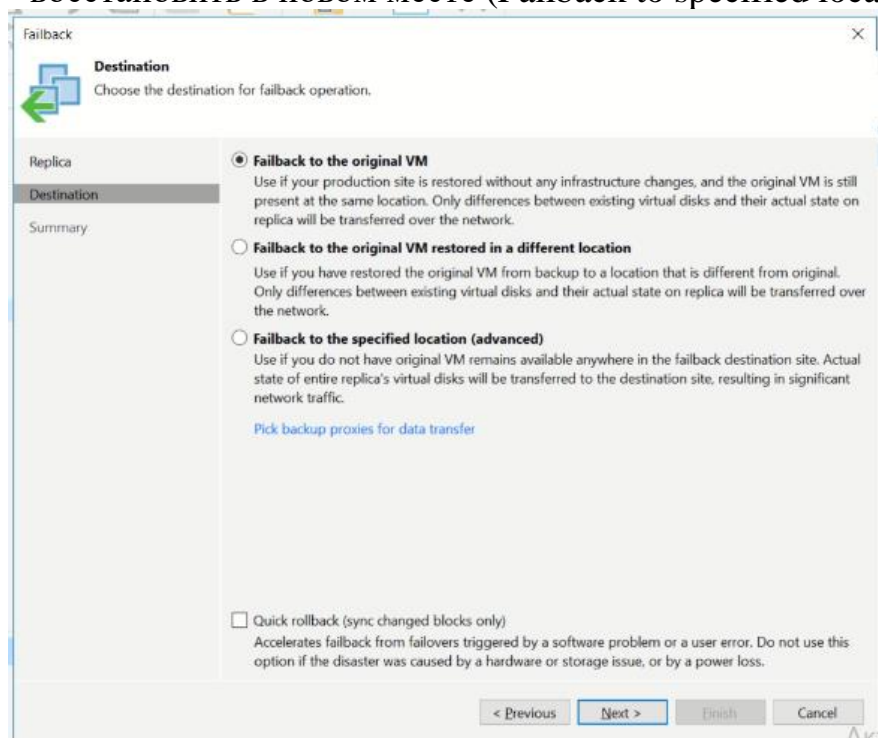 восстановить в новом месте (Failback to specified loca
Failback
Destination
Choose the destination for failback operation.
Replica
Destination
Summary
Failback to the original VM
Use if your production site is restored without any infrastructure changes, and the original VM is still
present at the same location. Only differences between existing virtual disks and their actual state on
replica will be transferred over the network.
Failback to the original VM restored in a different location
Use if you have restored the original VM from backup to a location that is different from original.
Only differences between existing virtual disks and their actual state on replica will be transferred over
the network.
Failback to the specified location (advanced)
Use if you do not have original VM remains available anywhere in the failback destination site. Actual
state of entire replica's virtual disks will be transferred to the destination site, resulting in significant
network traffic.
Pick backup proxies for data transfer
Quick rollback (sync changed blocks only)
Accelerates failback from failovers triggered by a software problem or a user error. Do not use this
option if the disaster was caused by a hardware or storage issue, or by a power loss.
< Previous Next > Finish Cancel